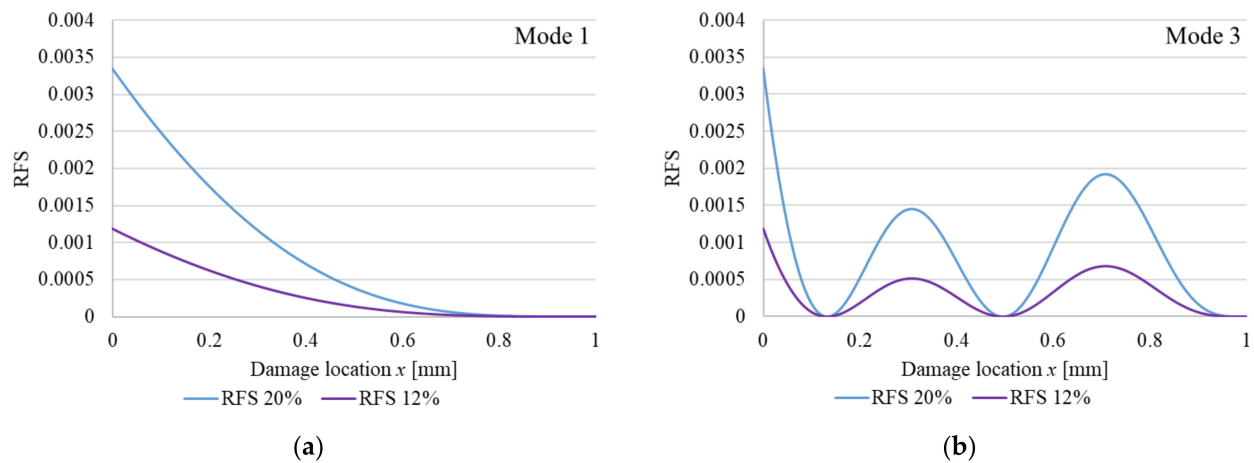 Mode 1
0.004
0.0035
0.003
0.0025
0.002
0.0015
0.001
0.0005
0
RFS
0 0.2 0.4 0.6 0.8 1
Damage location x [mm]
RFS 20% RFS 12%
(a)
Mode 3
0.004
0.0035
0.003
0.0025
0.002
0.0015
0.001
0.0005
0
RFS
0 0.2 0.4 0.6 0.8 1
Damage location x [mm]
RFS 20% RFS 12%
(b)